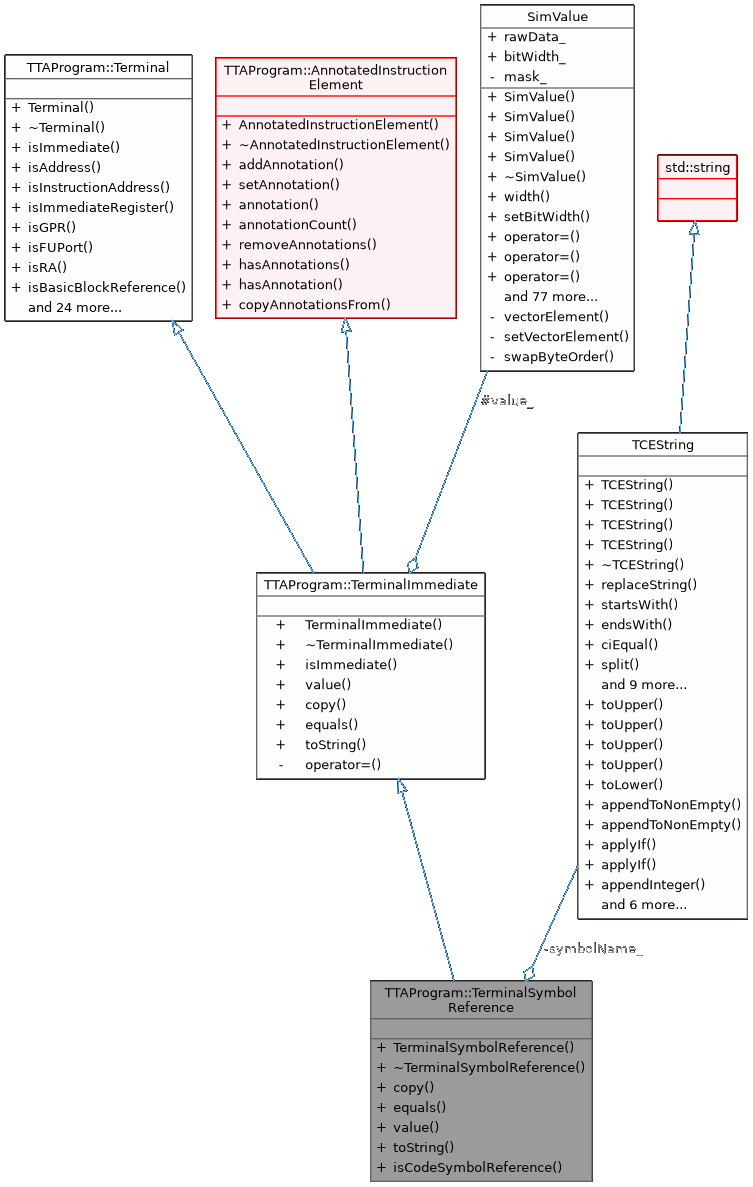 SimValue
+ rawData_
+ bitWidth_
- mask_
+ SimValue()
+ SimValue()
+ SimValue()
+ SimValue()
+ ~SimValue()
+ width()
+ setBitWidth()
+ operator=()
+ operator=()
+ operator=()
and 77 more...
- vectorElement()
- setVectorElement()
- swapByteOrder()
TTAProgram::Terminal
+ Terminal()
+ ~Terminal()
+ isImmediate()
+ isAddress()
+ isInstructionAddress()
+ isImmediateRegister()
+ isGPR()
+ isFUPort()
+ isRA()
+ isBasicBlockReference()
and 24 more...
TTAProgram::AnnotatedInstruction
Element
+ AnnotatedInstructionElement()
+ ~AnnotatedInstructionElement()
+ addAnnotation()
+ setAnnotation()
+ annotation()
+ annotationCount()
+ removeAnnotations()
+ hasAnnotations()
+ hasAnnotation()
+ copyAnnotationsFrom()
std::string
#value_
TCEString
+ TCEString()
+ TCEString()
+ TCEString()
+ TCEString()
+ ~TCEString()
+ replaceString()
+ startsWith()
+ endsWith()
+ ciEqual()
+ split()
and 9 more...
+ toUpper()
+ toUpper()
+ toUpper()
+ toUpper()
+ toLower()
+ appendToNonEmpty()
+ appendToNonEmpty()
+ applyIf()
+ applyIf()
+ appendInteger()
and 6 more...
TTAProgram::TerminalImmediate
+ TerminalImmediate()
+ ~TerminalImmediate()
+ isImmediate()
+ value()
+ copy()
+ equals()
+ toString()
- operator=()
-symbolName_
TTAProgram::TerminalSymbol
Reference
+ TerminalSymbolReference()
+ ~TerminalSymbolReference()
+ copy()
+ equals()
+ value()
+ toString()
+ isCodeSymbolReference()